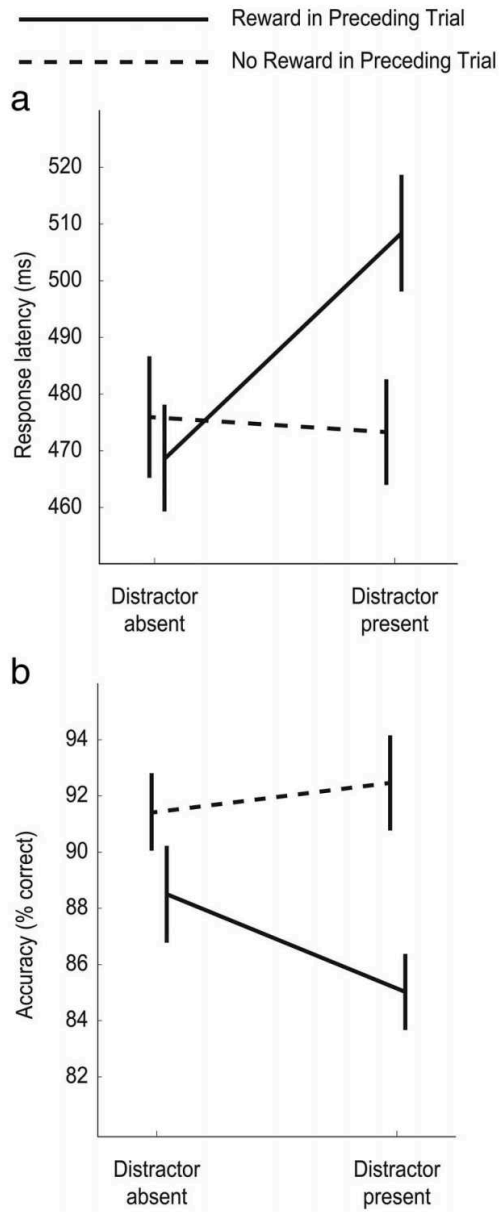 Reward in Preceding Trial
No Reward in Preceding Trial
a
520
510
500
490
480
470
460
Response latency (ms)
Distractor
absent
Distractor
present
b
94
92
90
88
86
84
82
Accuracy (% correct)
Distractor
absent
Distractor
present